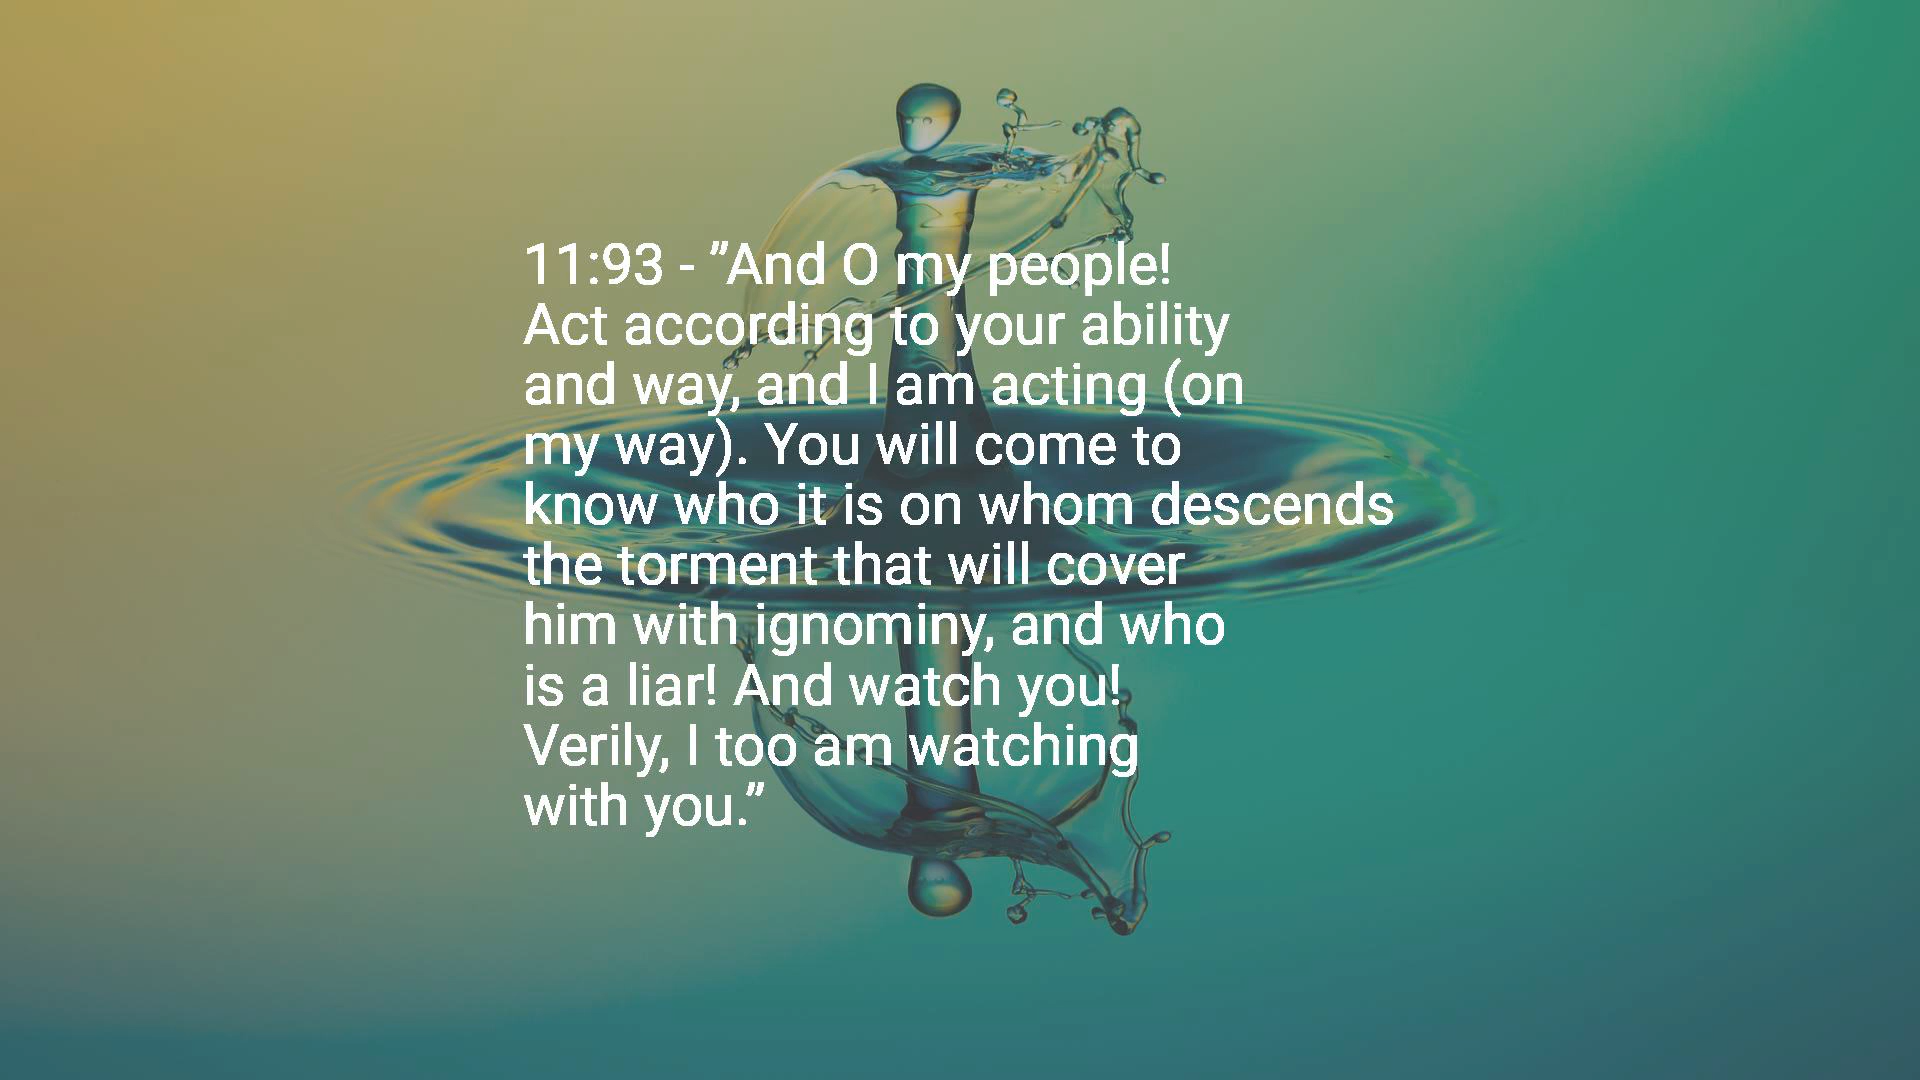 11:93 - ”And O my people!
Act according to your ability
and way, and I am acting (on
my way). You will come to
know who it is on whom descends
the torment that will cover
him with ignominy, and who
is a liar! And watch you!
Verily, I too am watching
with you.”